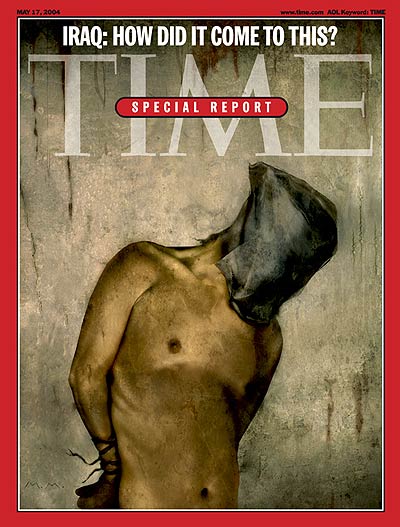 MAY 17, 2004
www.time.com AOL Keyword: TIME
IRAQ: HOW DID IT COME TO THIS?
TIME
SPECIAL REPORT
M.M.